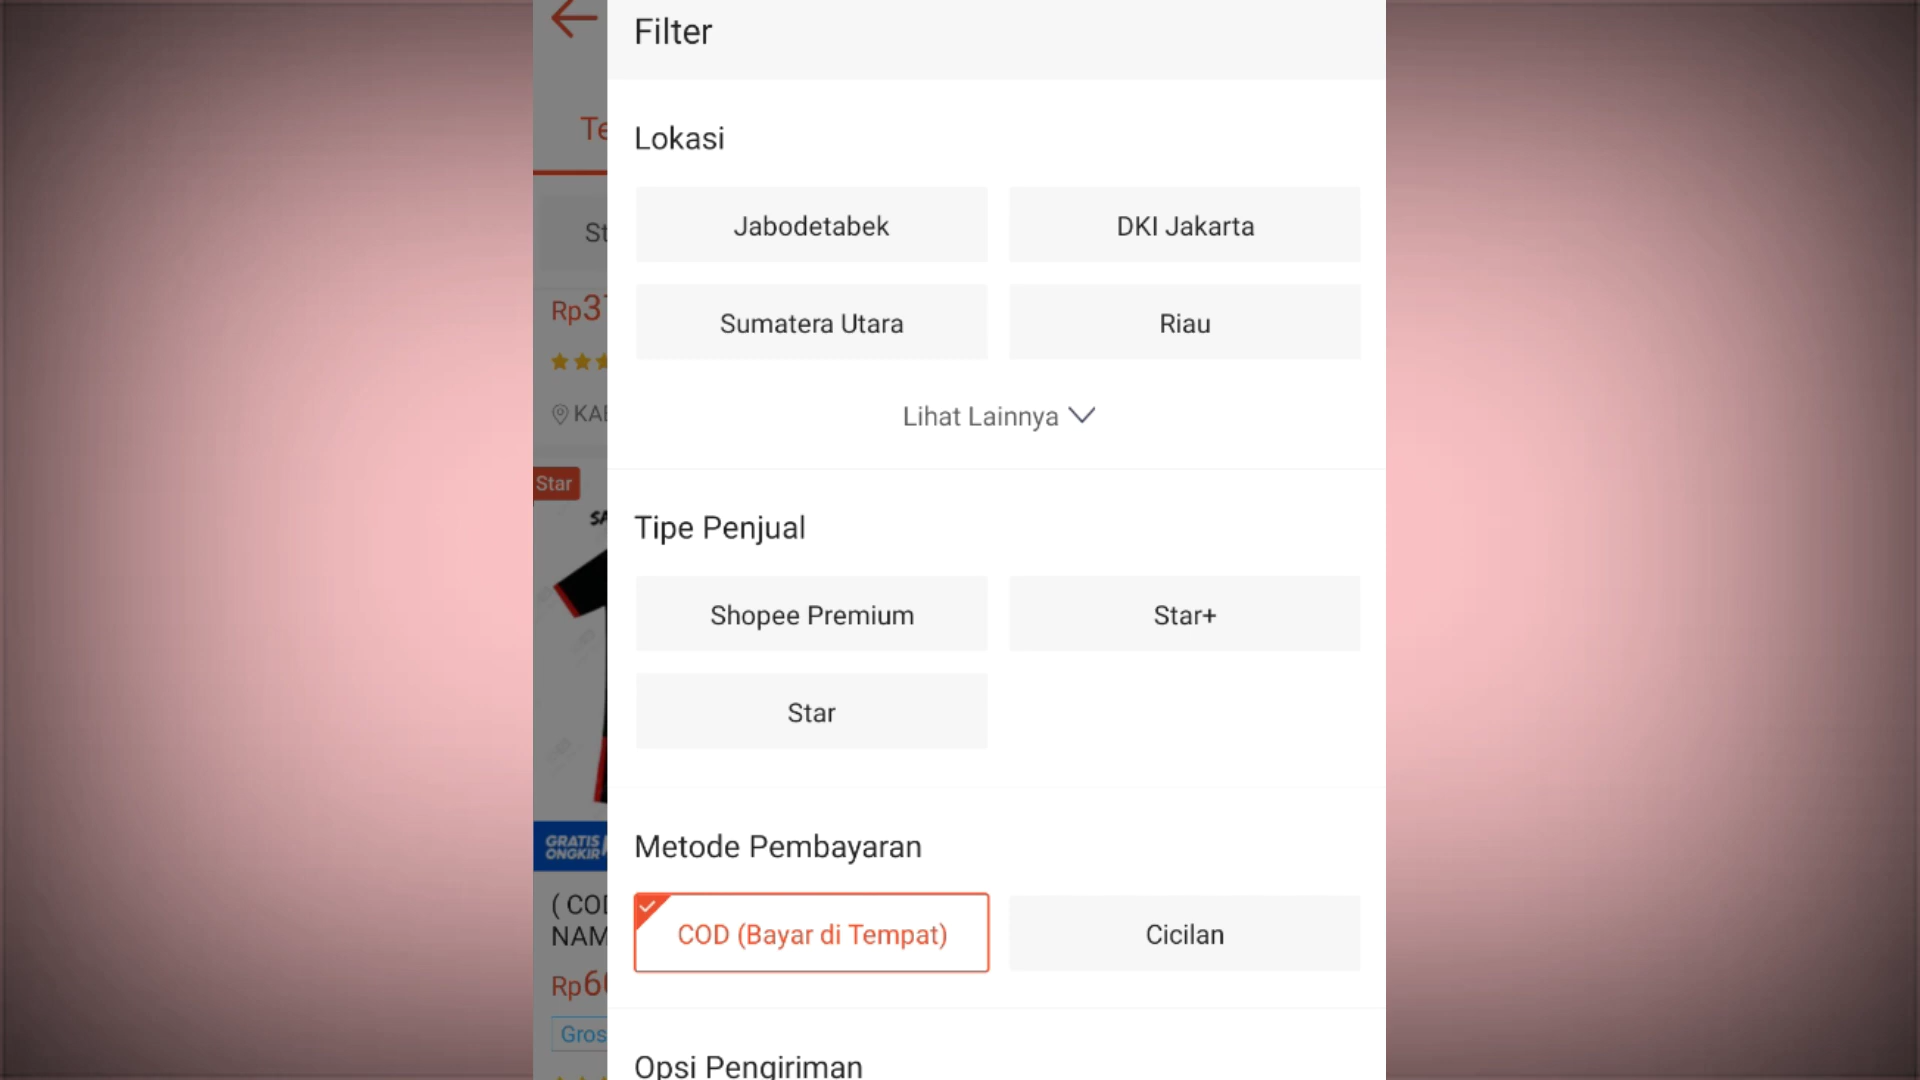 Filter
Lokasi
Jabodetabek
DKI Jakarta
Sumatera Utara
Riau
Lihat Lainnya
Tipe Penjual
Shopee Premium
Star+
Star
Metode Pembayaran
COD (Bayar di Tempat)
Cicilan
Opsi Pengiriman
Star
GRATIS
ONGKIR